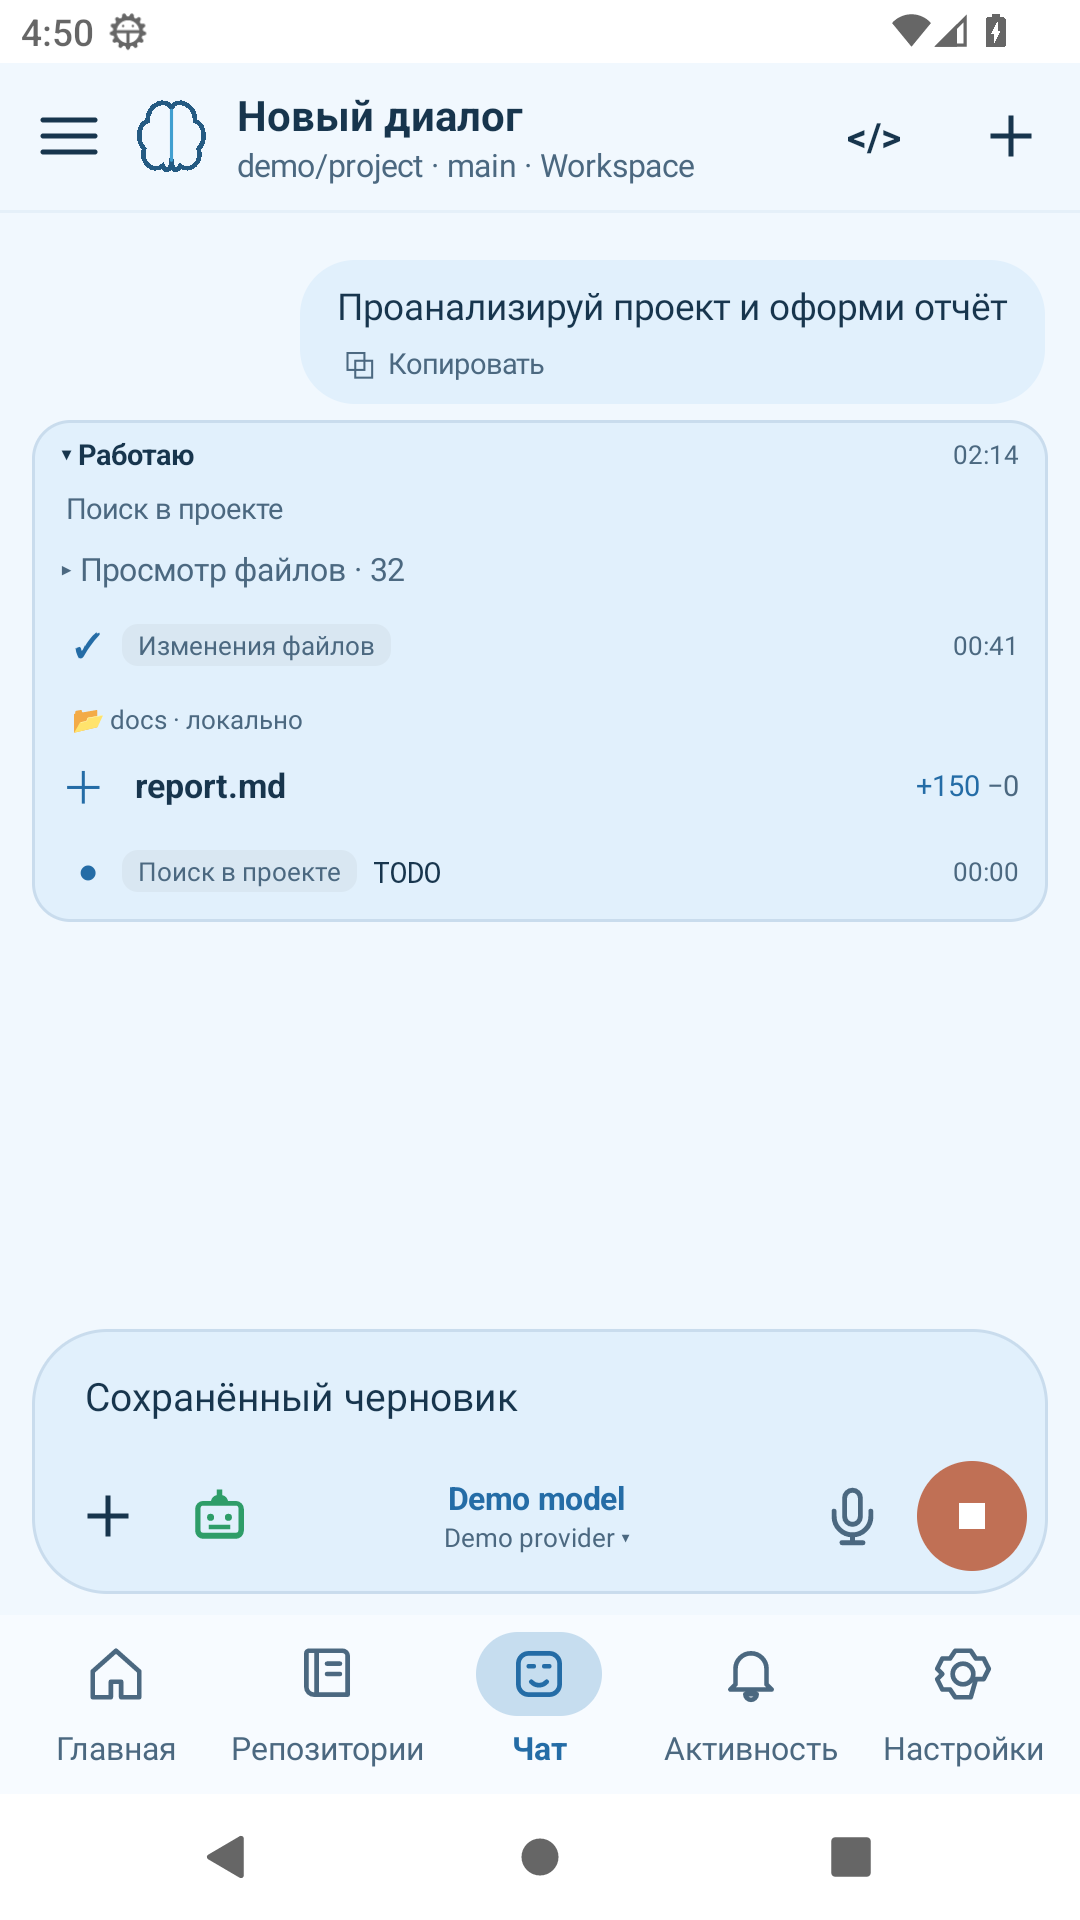 4:50
Новый диалог
demo/project · main · Workspace
</>
Проанализируй проект и оформи отчёт
Копировать
▾ Работаю 02:14
Поиск в проекте
▸ Просмотр файлов · 32
✓ Изменения файлов 00:41
📂 docs · локально
report.md +150 −0
Поиск в проекте TODO 00:00
Сохранённый черновик
Demo model
Demo provider ▾
Главная Репозитории Чат Активность Настройки